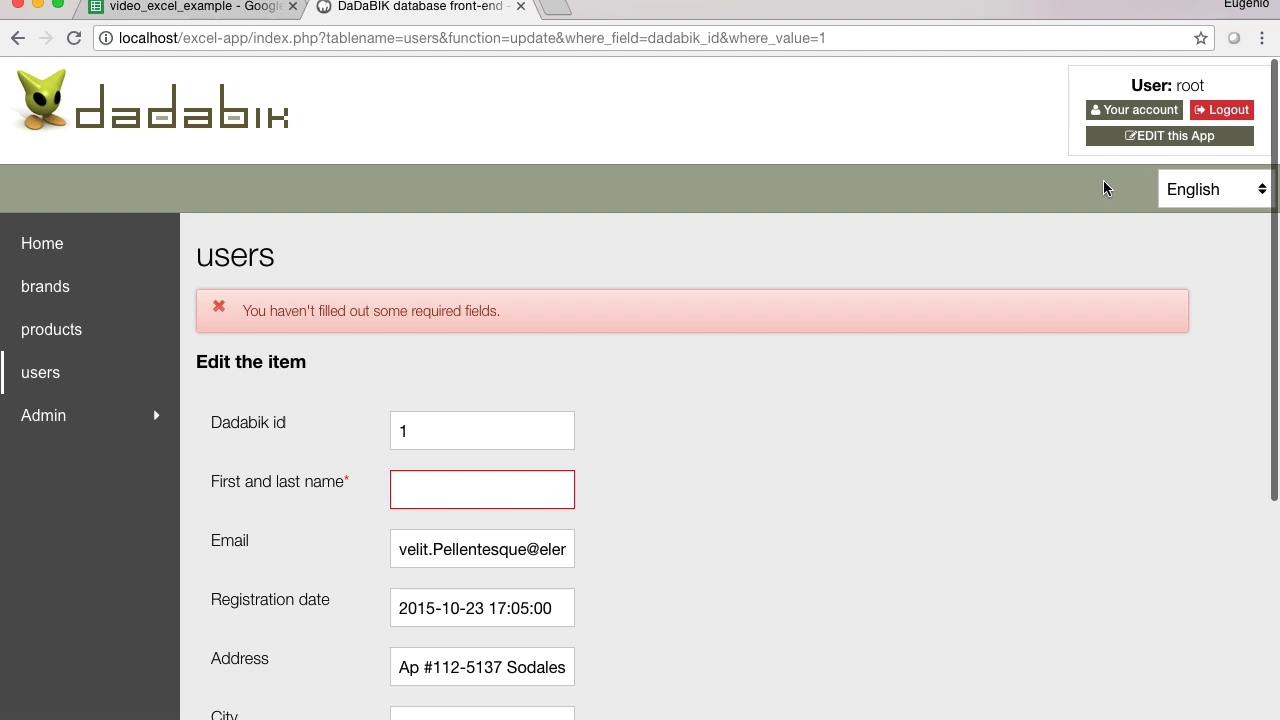 video_excel_example - Google
DaDaBIK database front-end -
Eugenio
localhost/excel-app/index.php?tablename=users&function=update&where_field=dadabik_id&where_value=1
dadabik
User: root
Your account
Logout
EDIT this App
English
Home
brands
products
users
Admin
users
You haven't filled out some required fields.
Edit the item
Dadabik id
1
First and last name*
Email
velit.Pellentesque@eler
Registration date
2015-10-23 17:05:00
Address
Ap #112-5137 Sodales
City